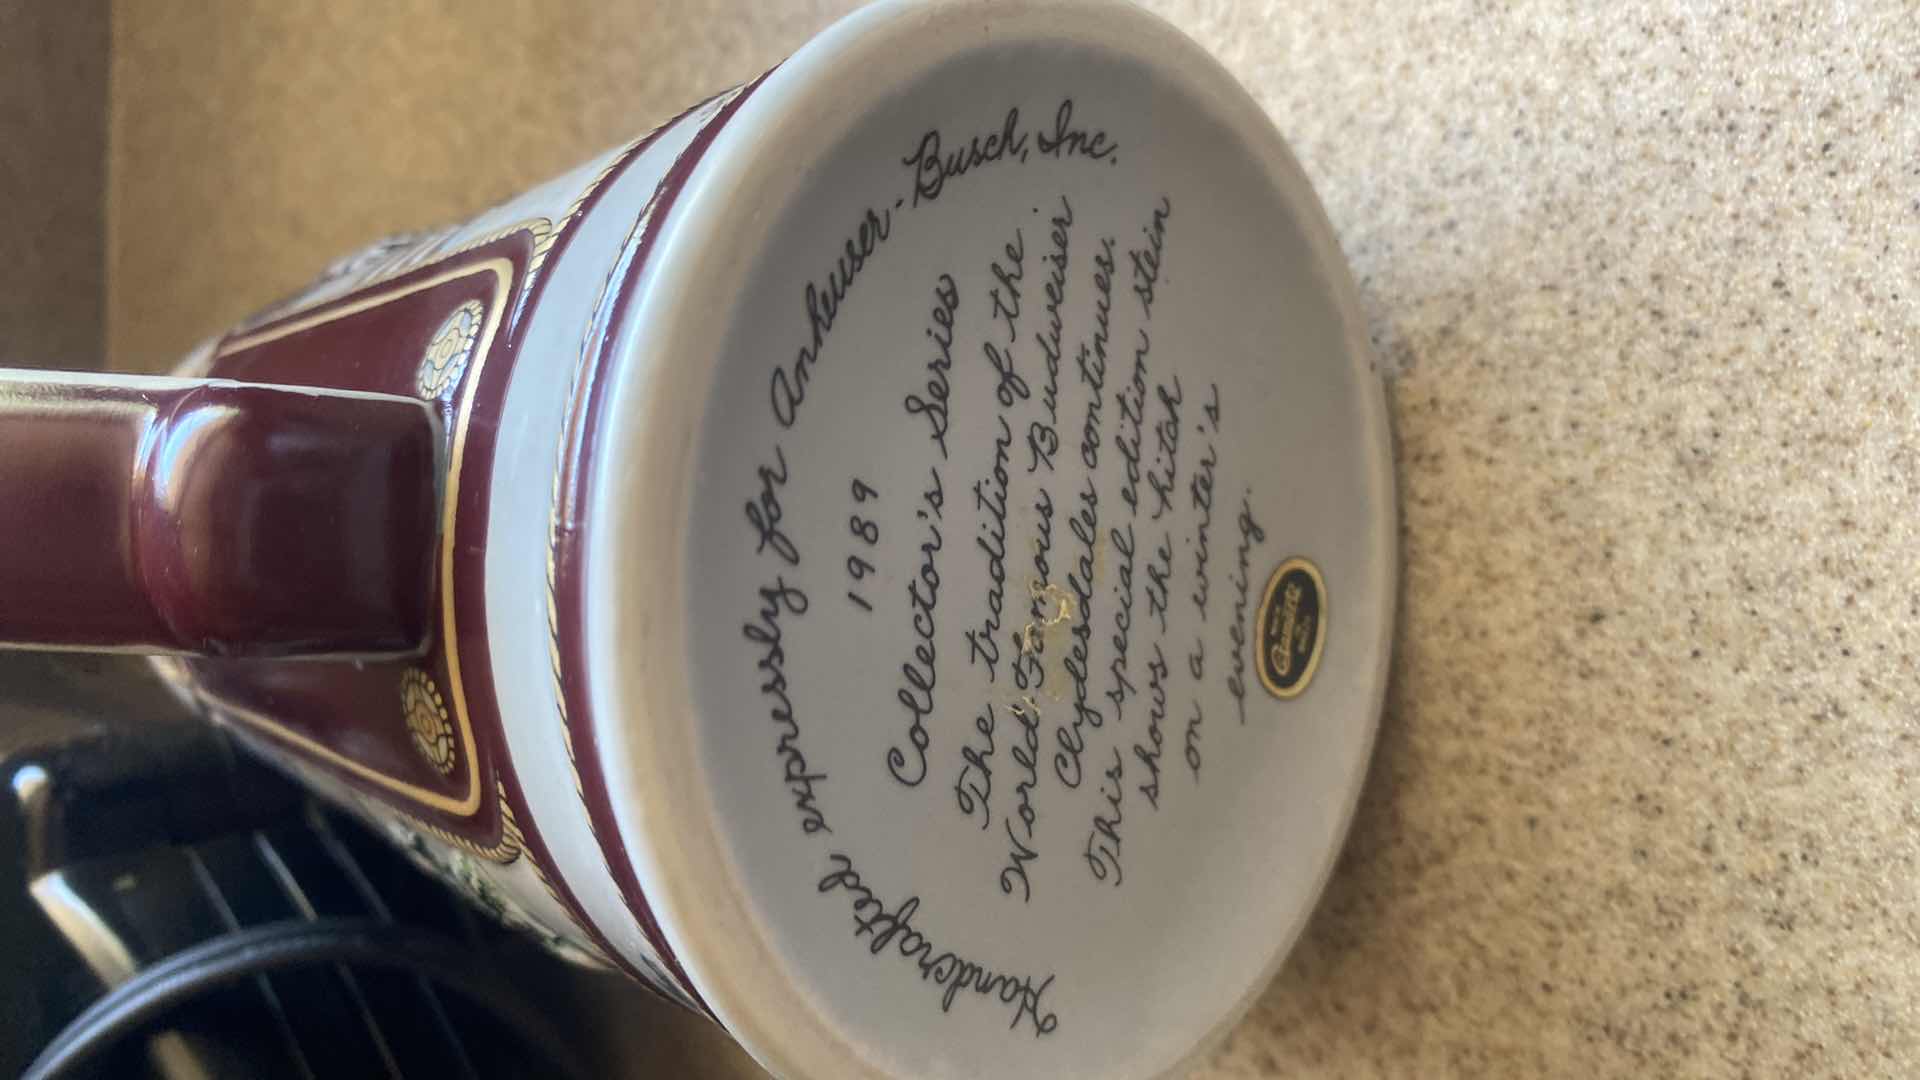 Handcrafted expressly for Anheuser-Busch, Inc.
1989
Collector's Series
The tradition of the
World Famous Budweiser
Clydesdales continues.
This special edition stein
shows the hitch
on a winter's
evening.
Ceramarte